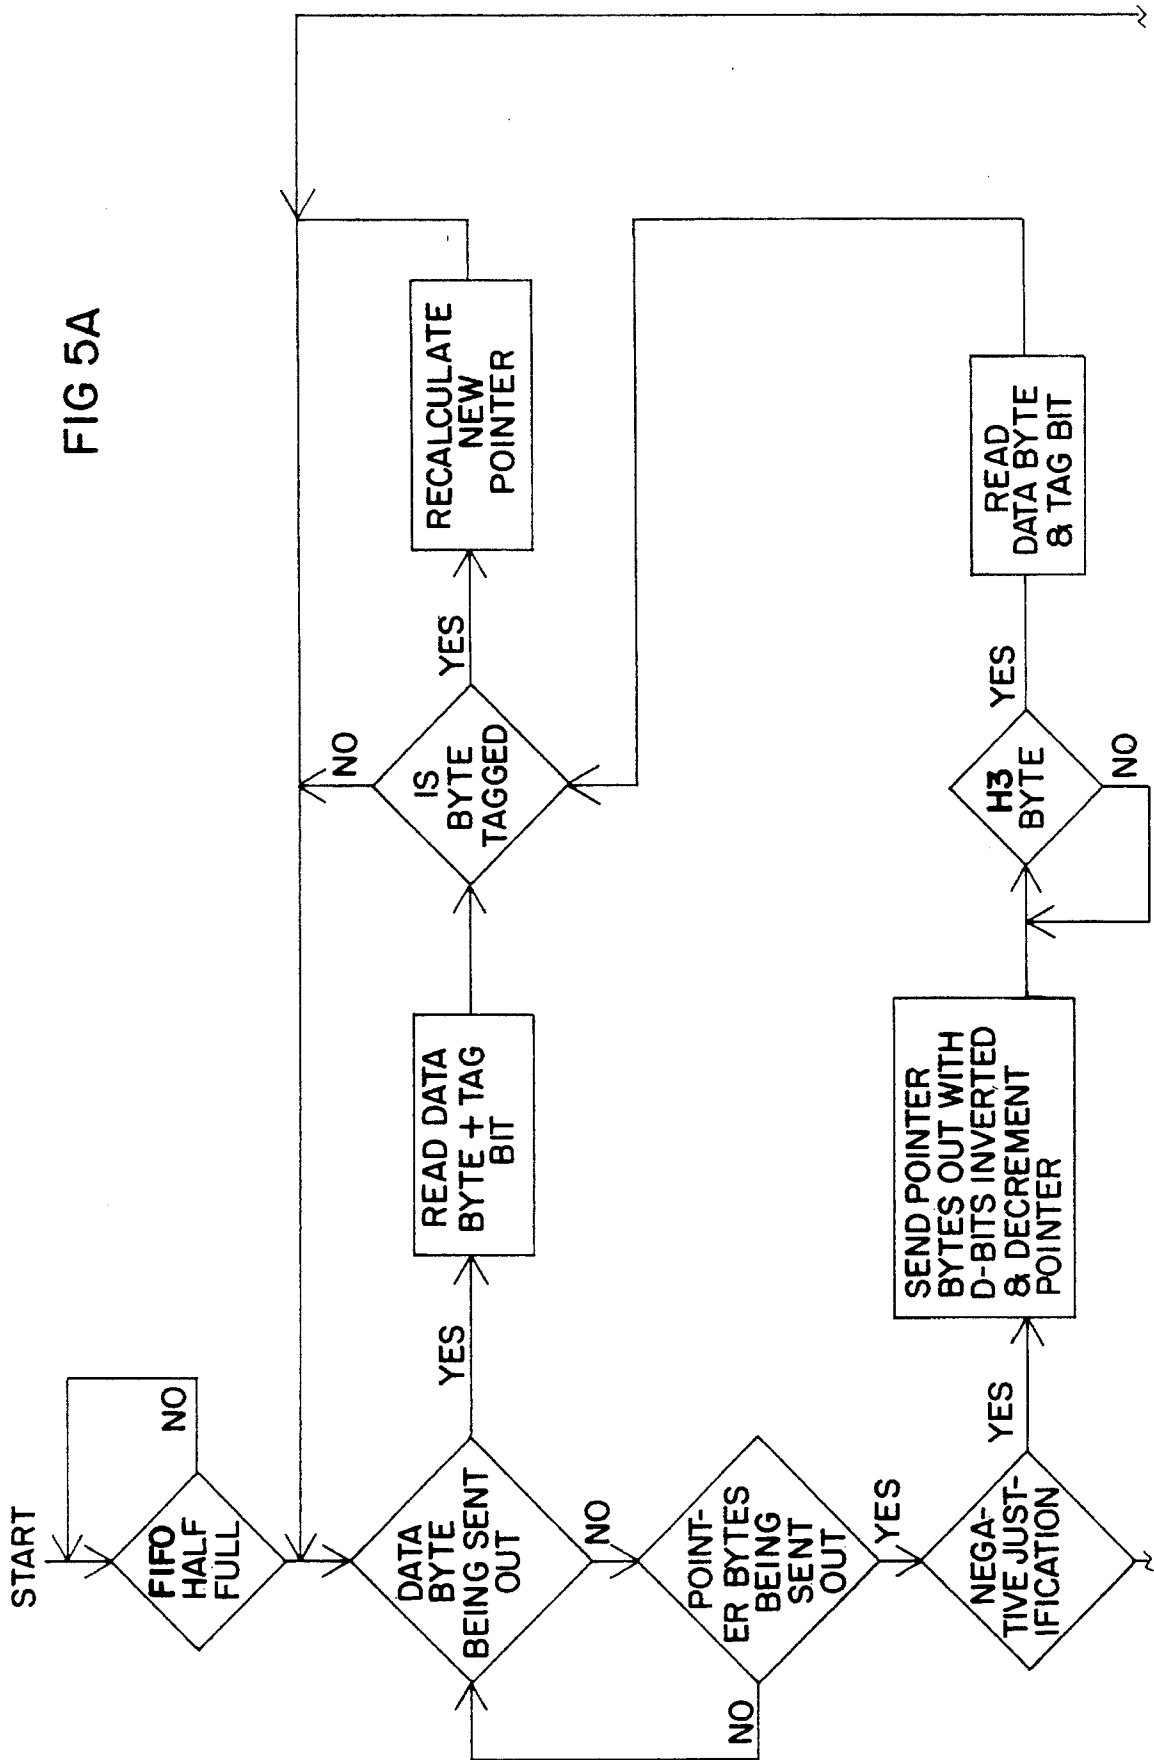 FIG 5A
START
FIFO
HALF
FULL
NO
DATA
BYTE
BEING SENT
OUT
YES
READ DATA
BYTE + TAG
BIT
IS
BYTE
TAGGED
NO
YES
RECALCULATE
NEW
POINTER
NO
POINT-
ER BYTES
BEING
SENT
OUT
NO
YES
NEGA-
TIVE JUST-
IFICATION
YES
SEND POINTER
BYTES OUT WITH
D-BITS INVERTED
& DECREMENT
POINTER
H3
BYTE
NO
YES
READ
DATA BYTE
& TAG BIT